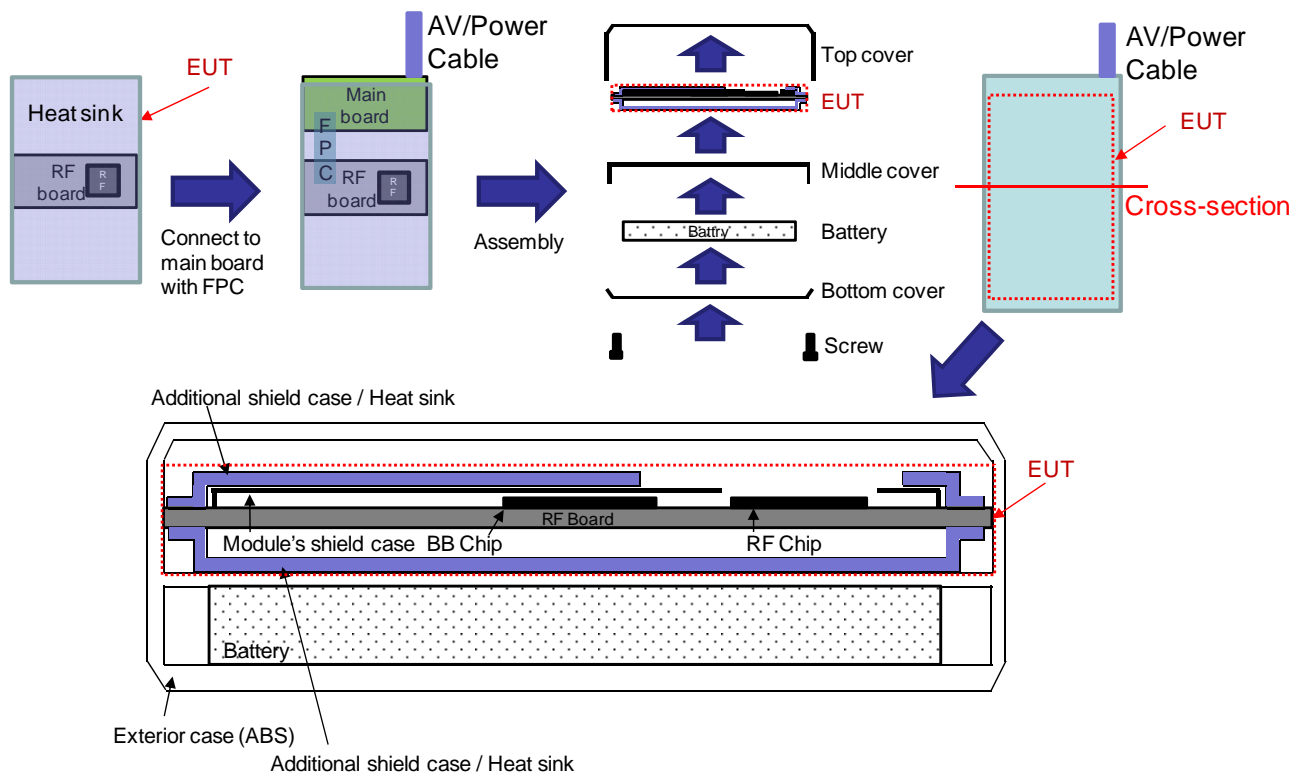 EUT
Heat sink
RF
board
R
F
Connect to
main board
with FPC
AV/Power
Cable
Main
board
F
P
C
RF
board
R
F
Assembly
Top cover
EUT
Middle cover
Battry
Battery
Bottom cover
Screw
AV/Power
Cable
EUT
Cross-section
Additional shield case / Heat sink
EUT
RF Board
Module's shield case
BB Chip
RF Chip
Battery
Exterior case (ABS)
Additional shield case / Heat sink